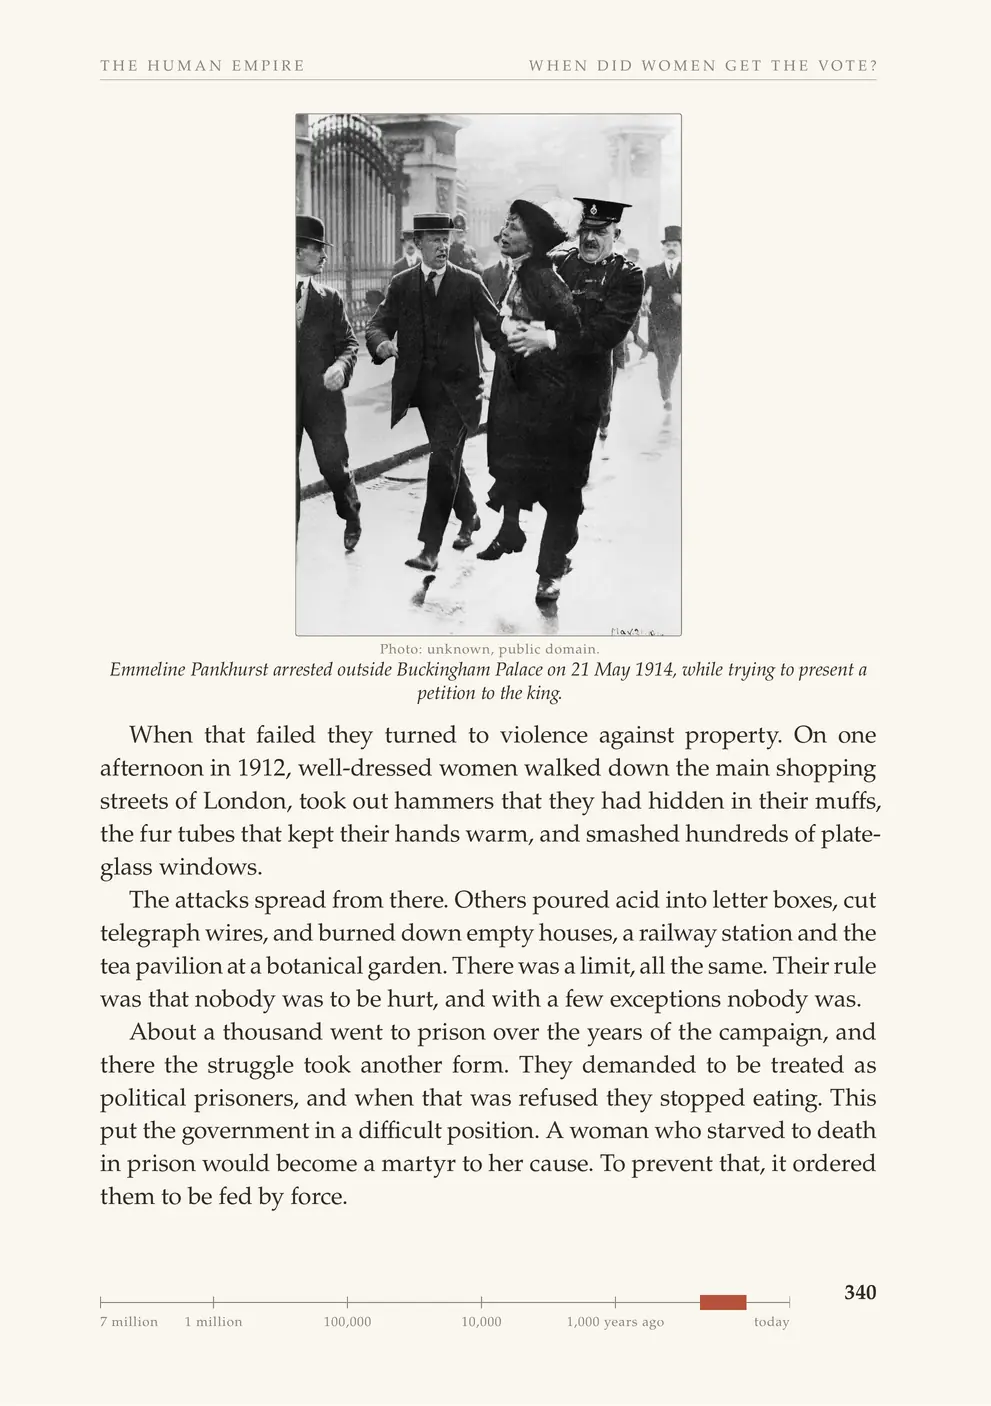 THE HUMAN EMPIRE
WHEN DID WOMEN GET THE VOTE?
Photo: unknown, public domain.
Emmeline Pankhurst arrested outside Buckingham Palace on 21 May 1914, while trying to present a
petition to the king.
When that failed they turned to violence against property. On one
afternoon in 1912, well-dressed women walked down the main shopping
streets of London, took out hammers that they had hidden in their muffs,
the fur tubes that kept their hands warm, and smashed hundreds of plate-
glass windows.
The attacks spread from there. Others poured acid into letter boxes, cut
telegraph wires, and burned down empty houses, a railway station and the
tea pavilion at a botanical garden. There was a limit, all the same. Their rule
was that nobody was to be hurt, and with a few exceptions nobody was.
About a thousand went to prison over the years of the campaign, and
there the struggle took another form. They demanded to be treated as
political prisoners, and when that was refused they stopped eating. This
put the government in a difficult position. A woman who starved to death
in prison would become a martyr to her cause. To prevent that, it ordered
them to be fed by force.
340
7 million 1 million 100,000 10,000 1,000 years ago today